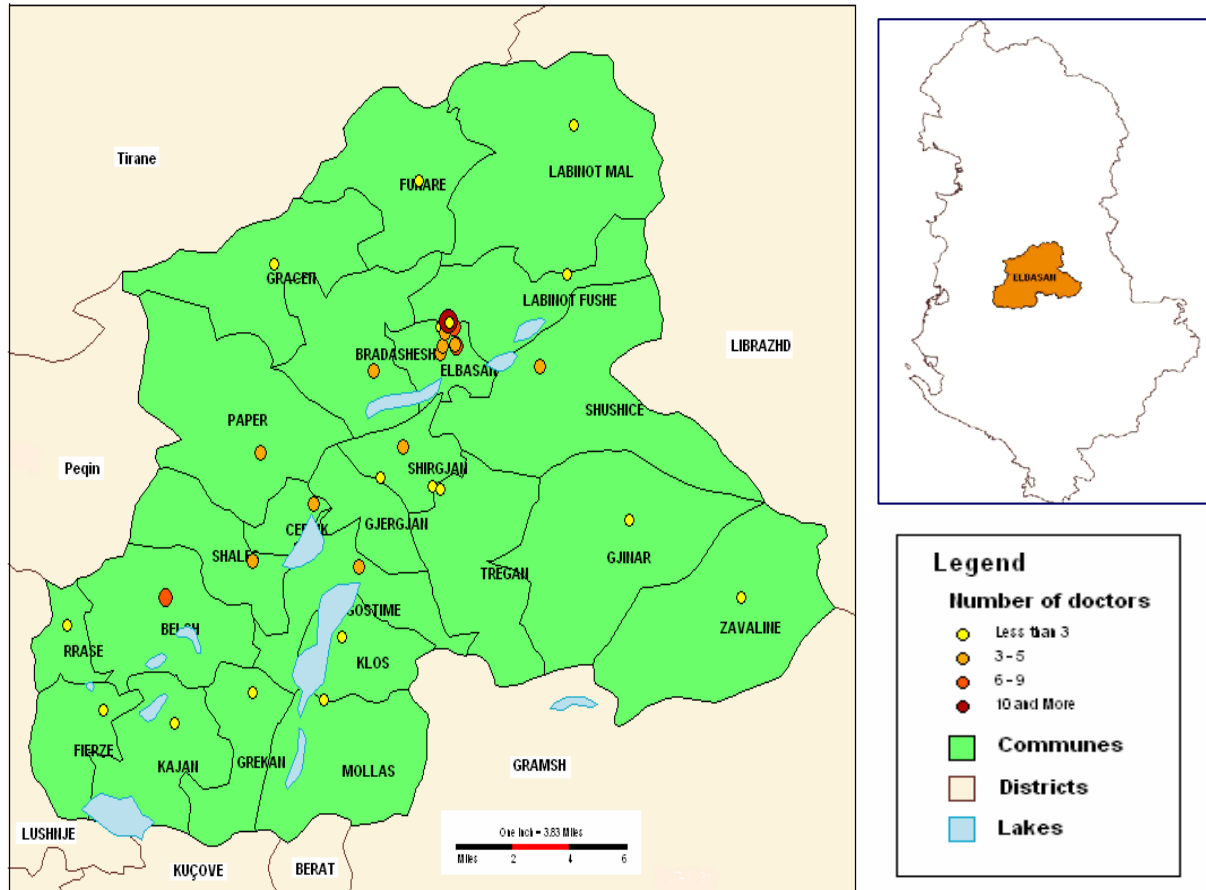 Tirane
LABINOT MAL
FUNARE
GRACEN
LABINOT FUSHE
BRADASHESH
ELBASAN
LIBRAZHD
SHUSHICE
PAPER
Peqin
SHIRGJAN
GJERGJAN
GJINAR
SHALES
TREGAN
GOSTIME
ZAVALINE
BELSH
RRASE
KLOS
FIERZE
KAJAN
GREKAN
MOLLAS
GRAMSH
LUSHNJE
KUÇOVE
BERAT
One Inch = 3.83 Miles
Miles 2 4 6
ELBASAN
Legend
Number of doctors
Less than 3
3 - 5
6 - 9
10 and More
Communes
Districts
Lakes